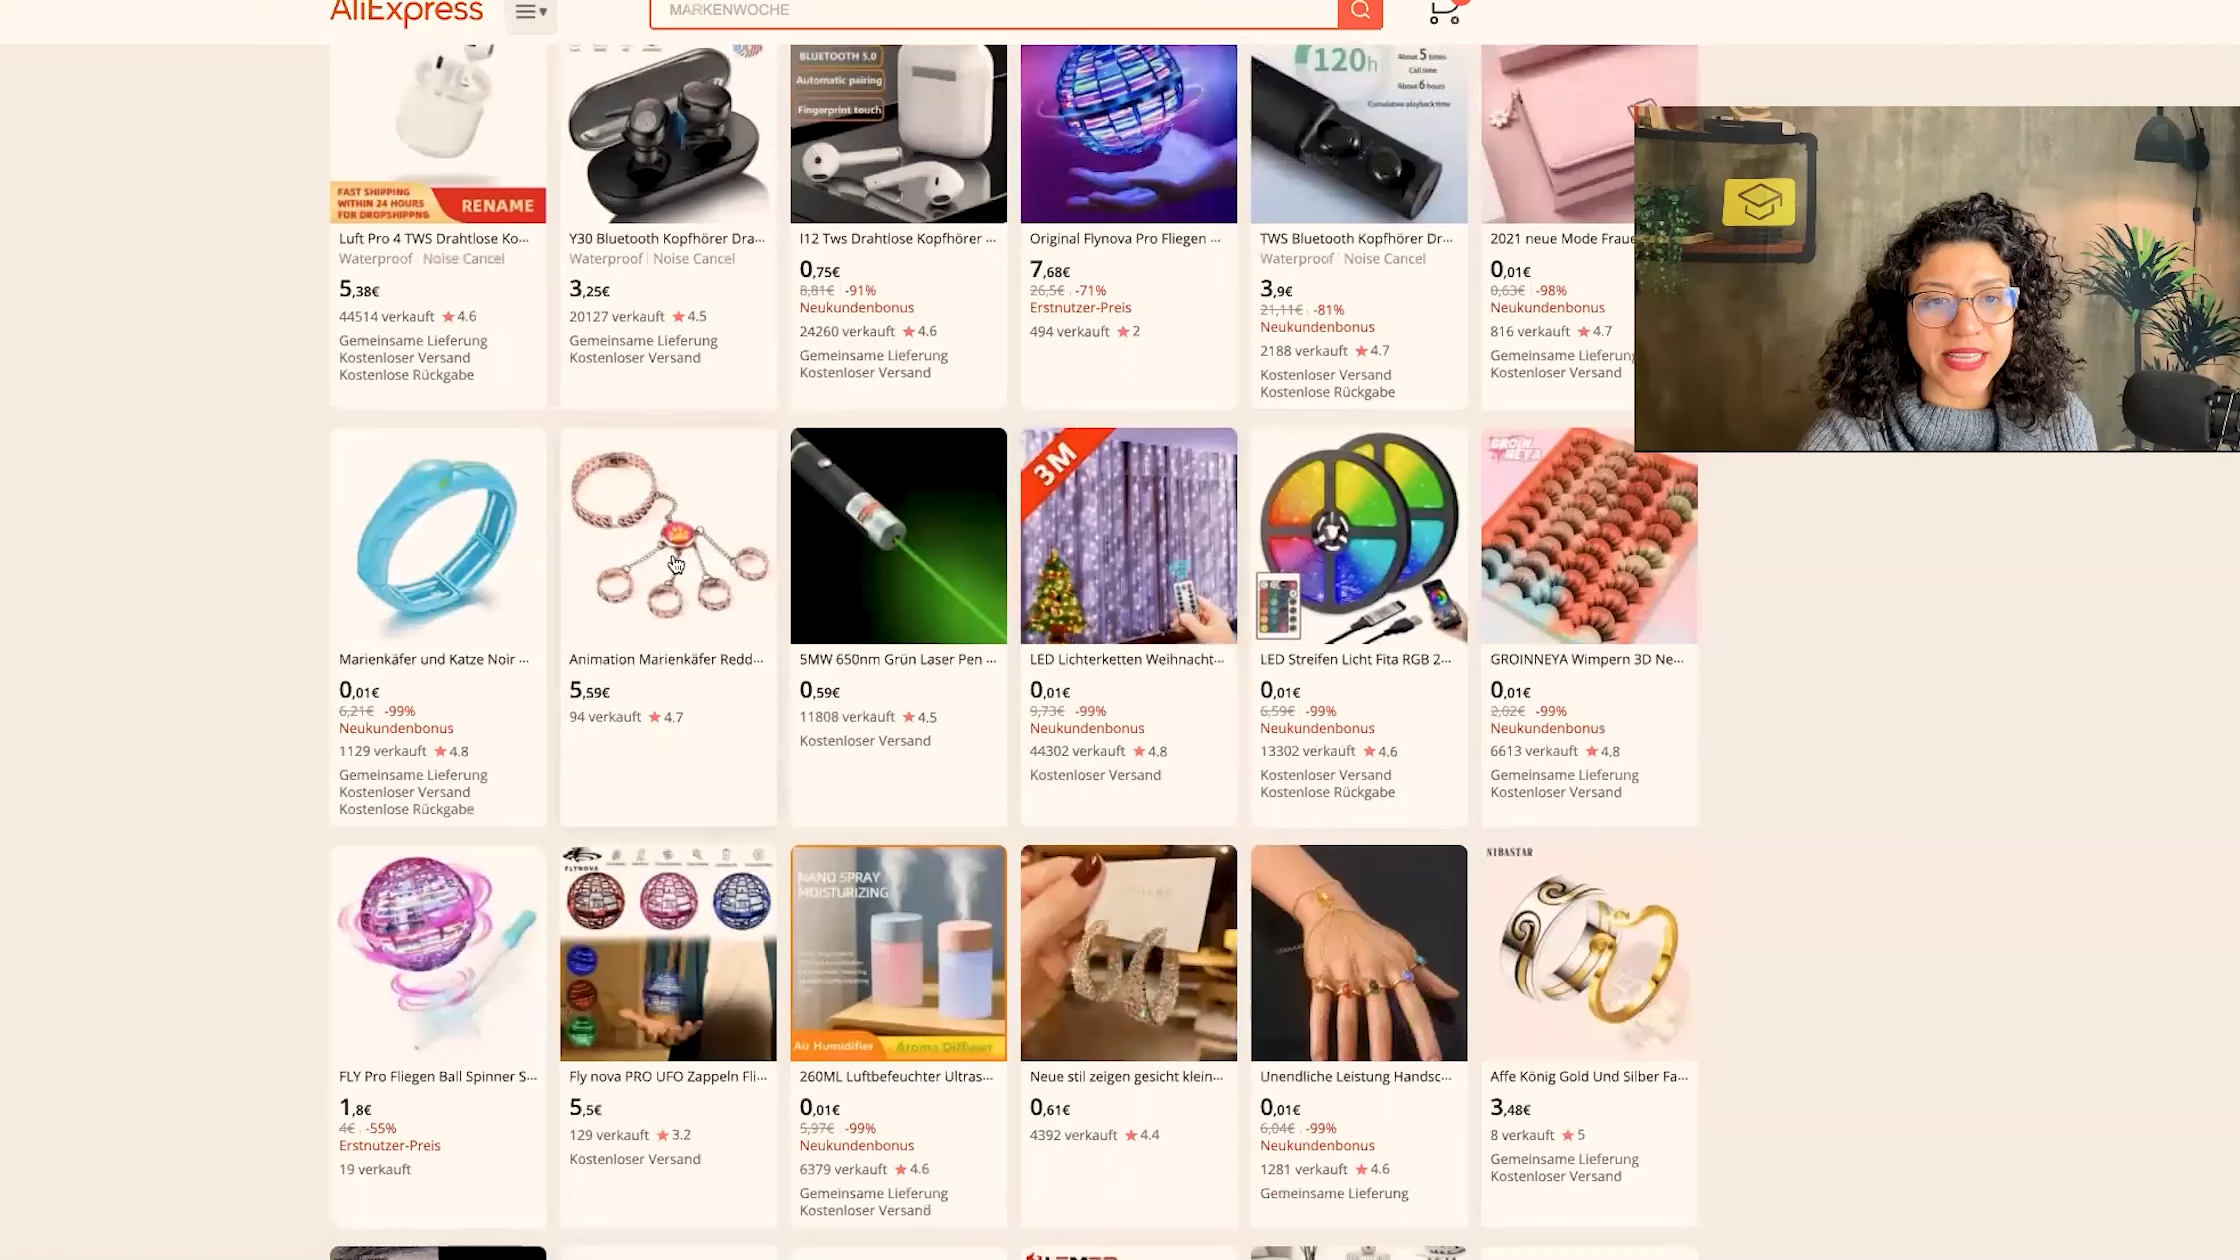 AliExpress
MARKENWOCHE
FAST SHIPPING
WITHIN 24 HOURS
FOR DROPSHIPPNG
RENAME
Luft Pro 4 TWS Drahtlose Ko...
Waterproof | Noise Cancel
5,38€
44514 verkauft ★ 4.6
Gemeinsame Lieferung
Kostenloser Versand
Kostenlose Rückgabe
Y30 Bluetooth Kopfhörer Dra...
Waterproof | Noise Cancel
3,25€
20127 verkauft ★ 4.5
Gemeinsame Lieferung
Kostenloser Versand
BLUETOOTH 5.0
Automatic pairing
Fingerprint touch
I12 Tws Drahtlose Kopfhörer ...
0,75€
8,81€ -91%
Neukundenbonus
24260 verkauft ★ 4.6
Gemeinsame Lieferung
Kostenloser Versand
Original Flynova Pro Fliegen ...
7,68€
26,5€ -71%
Erstnutzer-Preis
494 verkauft ★ 2
120h
About 5 times
Call time
About 6 hours
Cumulative playback time
TWS Bluetooth Kopfhörer Dr...
Waterproof | Noise Cancel
3,9€
21,11€ -81%
Neukundenbonus
2188 verkauft ★ 4.7
Kostenloser Versand
Kostenlose Rückgabe
2021 neue Mode Fraue
0,01€
0,63€ -98%
Neukundenbonus
816 verkauft ★ 4.7
Gemeinsame Lieferung
Kostenloser Versand
Marienkäfer und Katze Noir ...
0,01€
6,21€ -99%
Neukundenbonus
1129 verkauft ★ 4.8
Gemeinsame Lieferung
Kostenloser Versand
Kostenlose Rückgabe
Animation Marienkäfer Redd...
5,59€
94 verkauft ★ 4.7
5MW 650nm Grün Laser Pen ...
0,59€
11808 verkauft ★ 4.5
Kostenloser Versand
3M
LED Lichterketten Weihnacht...
0,01€
9,73€ -99%
Neukundenbonus
44302 verkauft ★ 4.8
Kostenloser Versand
LED Streifen Licht Fita RGB 2...
0,01€
6,59€ -99%
Neukundenbonus
13302 verkauft ★ 4.6
Kostenloser Versand
Kostenlose Rückgabe
GROIN
NEYA
GROINNEYA Wimpern 3D Ne...
0,01€
2,02€ -99%
Neukundenbonus
6613 verkauft ★ 4.8
Gemeinsame Lieferung
Kostenloser Versand
FLY Pro Fliegen Ball Spinner S...
1,8€
4€ -55%
Erstnutzer-Preis
19 verkauft
FLYNOVA
Fly nova PRO UFO Zappeln Fli...
5,5€
129 verkauft ★ 3.2
Kostenloser Versand
NANO SPRAY
MOISTURIZING
Air Humidifier
Aroma Diffuser
260ML Luftbefeuchter Ultras...
0,01€
5,97€ -99%
Neukundenbonus
6379 verkauft ★ 4.6
Gemeinsame Lieferung
Kostenloser Versand
Neue stil zeigen gesicht klein...
0,61€
4392 verkauft ★ 4.4
Unendliche Leistung Handsc...
0,01€
6,04€ -99%
Neukundenbonus
1281 verkauft ★ 4.6
Gemeinsame Lieferung
NIBASTAR
Affe König Gold Und Silber Fa...
3,48€
8 verkauft ★ 5
Gemeinsame Lieferung
Kostenloser Versand